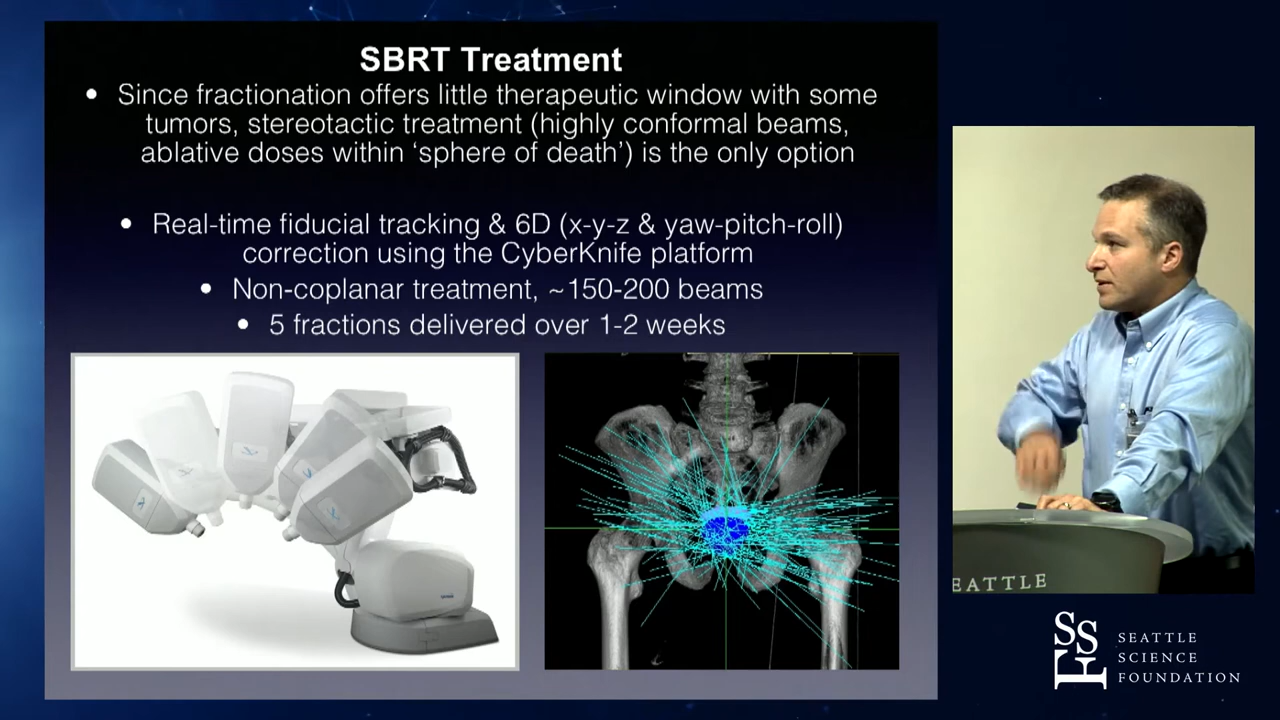 SBRT Treatment
• Since fractionation offers little therapeutic window with some
tumors, stereotactic treatment (highly conformal beams,
ablative doses within ‘sphere of death’) is the only option
• Real-time fiducial tracking & 6D (x-y-z & yaw-pitch-roll)
correction using the CyberKnife platform
• Non-coplanar treatment, ~150-200 beams
• 5 fractions delivered over 1-2 weeks
EATTLE
SSF
SEATTLE
SCIENCE
FOUNDATION